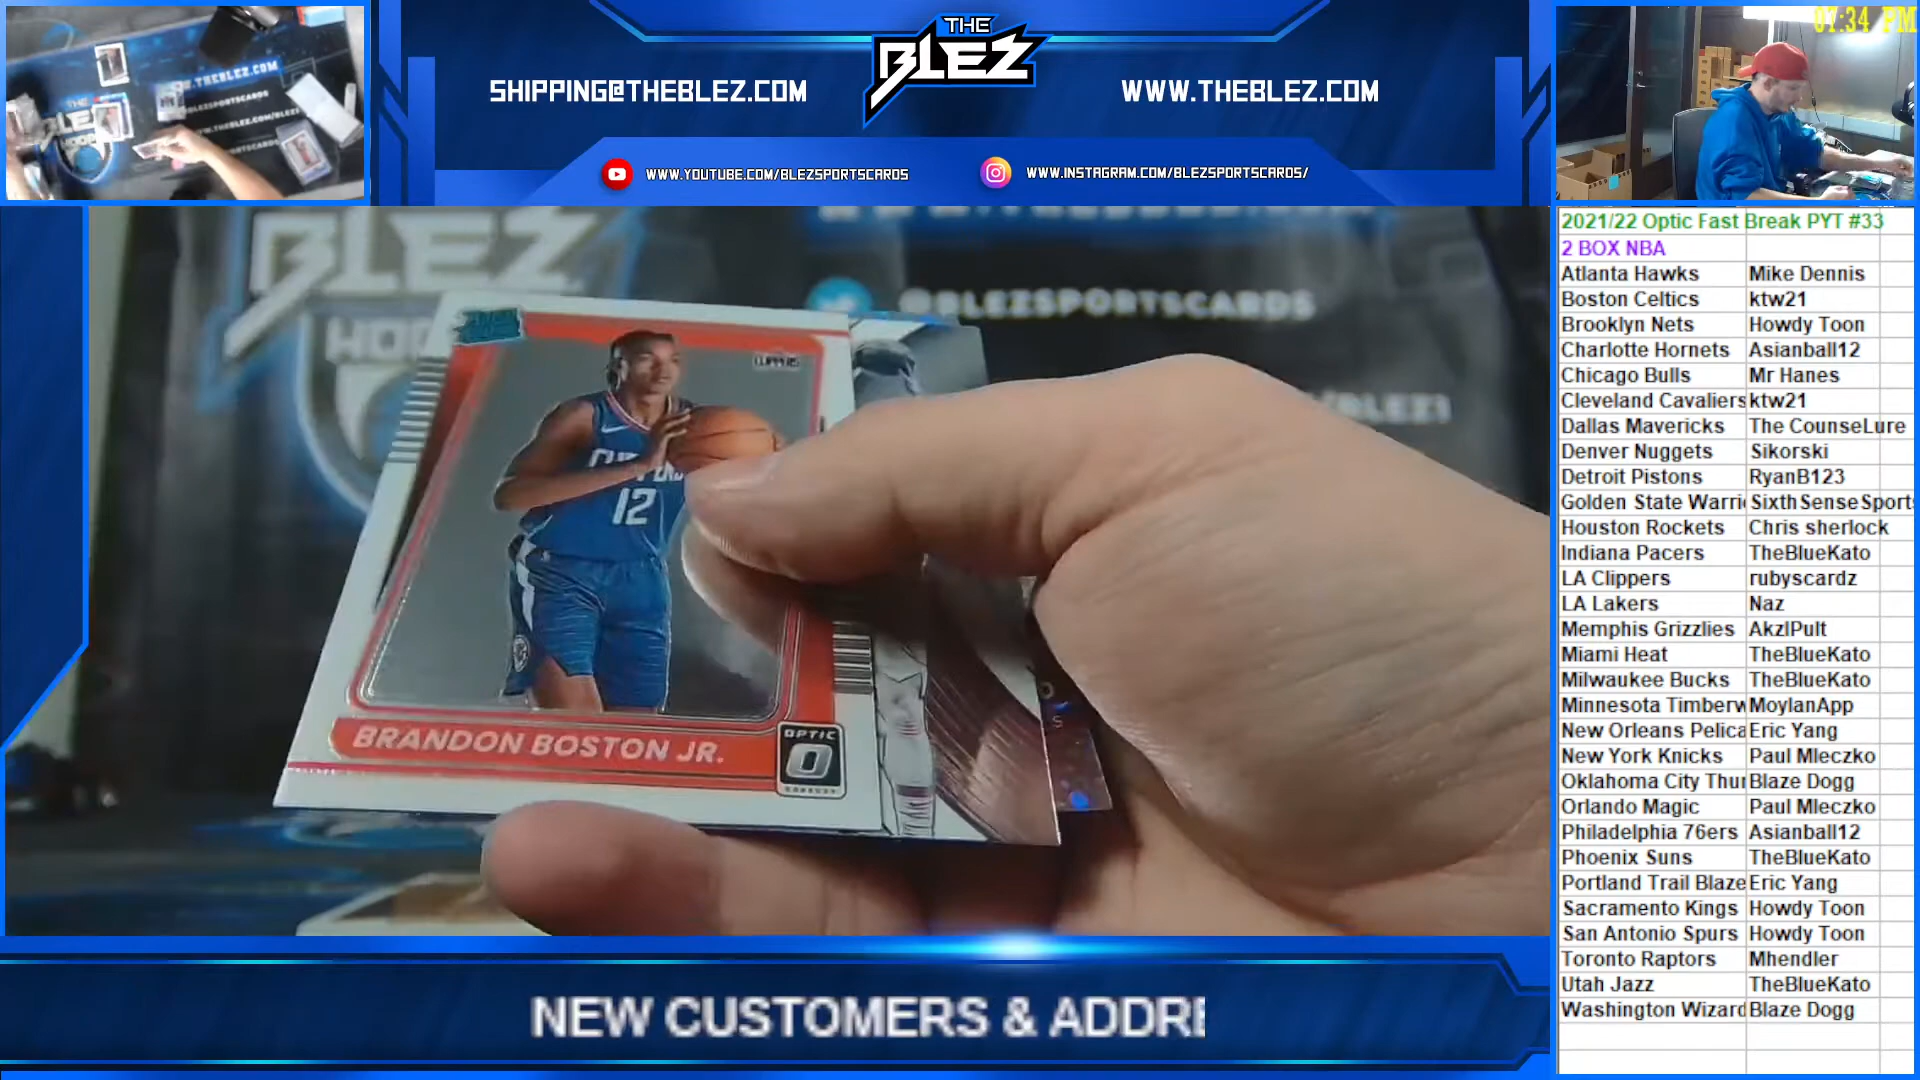 THE
BLEZ
SHIPPING@THEBLEZ.COM
WWW.THEBLEZ.COM
WWW.YOUTUBE.COM/BLEZSPORTSCARDS
WWW.INSTAGRAM.COM/BLEZSPORTSCARDS/
07:34 PM
BLEZ
@BLEZSPORTSCARDS
CLIPPERS
12
BRANDON BOSTON JR.
OPTIC
NEW CUSTOMERS & ADDRE
2021/22 Optic Fast Break PYT #33
2 BOX NBA
Atlanta Hawks Mike Dennis
Boston Celtics ktw21
Brooklyn Nets Howdy Toon
Charlotte Hornets Asianball12
Chicago Bulls Mr Hanes
Cleveland Cavaliers ktw21
Dallas Mavericks The CounseLure
Denver Nuggets Sikorski
Detroit Pistons RyanB123
Golden State Warri SixthSenseSport
Houston Rockets Chris sherlock
Indiana Pacers TheBlueKato
LA Clippers rubyscardz
LA Lakers Naz
Memphis Grizzlies AkzlPult
Miami Heat TheBlueKato
Milwaukee Bucks TheBlueKato
Minnesota Timberw MoylanApp
New Orleans Pelica Eric Yang
New York Knicks Paul Mleczko
Oklahoma City Thu Blaze Dogg
Orlando Magic Paul Mleczko
Philadelphia 76ers Asianball12
Phoenix Suns TheBlueKato
Portland Trail Blaze Eric Yang
Sacramento Kings Howdy Toon
San Antonio Spurs Howdy Toon
Toronto Raptors Mhendler
Utah Jazz TheBlueKato
Washington Wizard Blaze Dogg